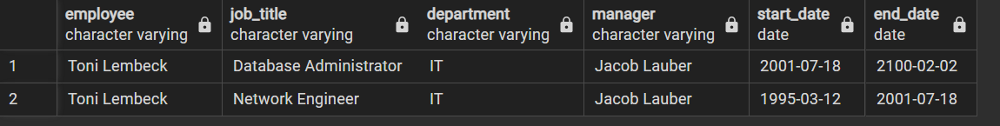 employee job_title department manager start_date end_date
character varying character varying character varying character varying date date
1 Toni Lembeck Database Administrator IT Jacob Lauber 2001-07-18 2100-02-02
2 Toni Lembeck Network Engineer IT Jacob Lauber 1995-03-12 2001-07-18